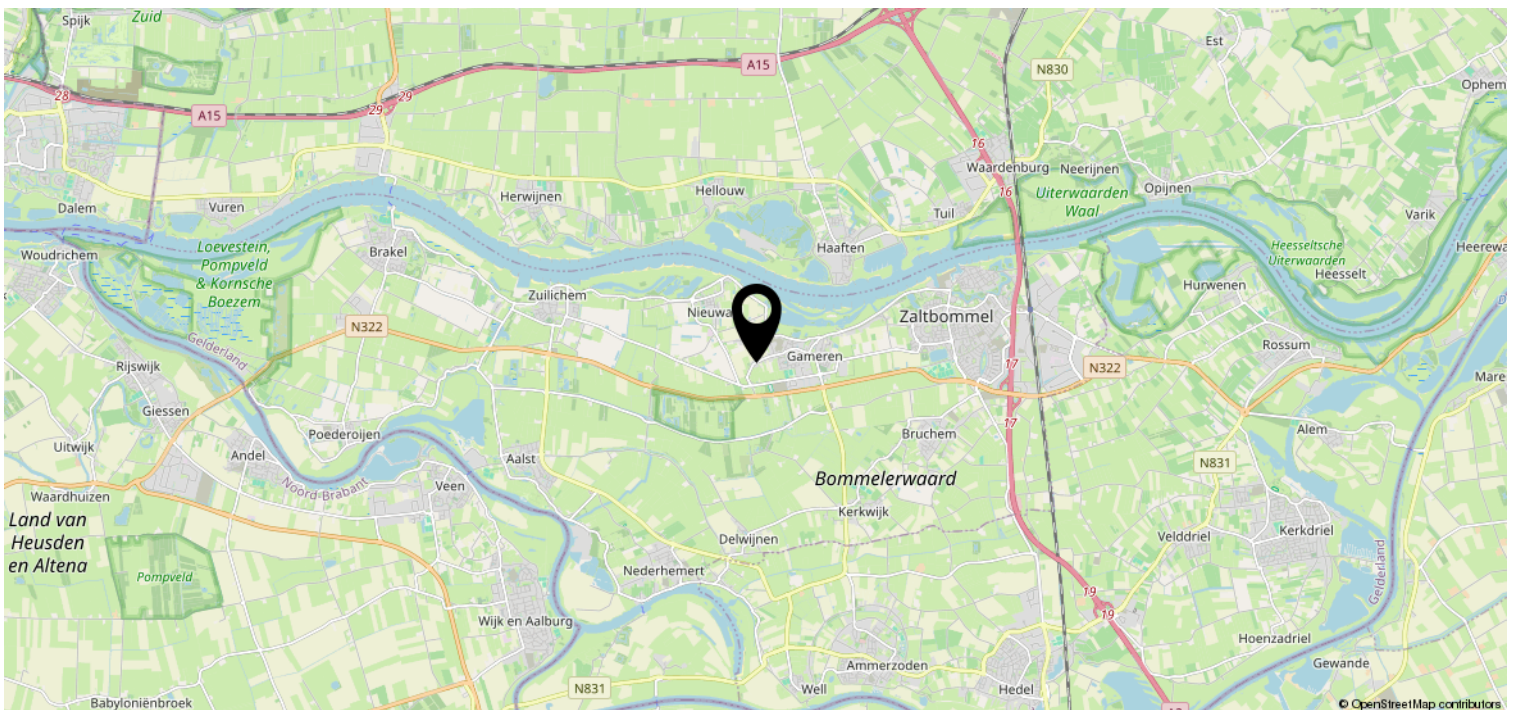 Spijk
Zuid
Est
A15
N830
Ophem
28
29
29
A15
16
Waardenburg
Neerijnen
Hellouw
Herwijnen
16
Opijnen
Uiterwaarden
Waal
Dalem
Vuren
Tuil
Varik
Woudrichem
Loevestein,
Pompveld
& Kornsche
Boezem
Brakel
Haaften
Heesseltsche
Uiterwaarden
Heerewa
Heesselt
Zuilichem
Hurwenen
Nieuwa
Zaltbommel
N322
Gelderland
Rossum
Gameren
Rijswijk
17
N322
Mare
Giessen
Poederoijen
17
Bruchem
Alem
Uitwijk
Andel
Aalst
N831
Bommelerwaard
Noord-Brabant
Veen
Waardhuizen
Kerkwijk
Land van
Heusden
en Altena
Kerkdriel
Velddriel
Delwijnen
Gelderland
Nederhemert
Pompveld
19
19
Wijk en Aalburg
Hoenzadriel
Ammerzoden
Gewande
N831
Well
Hedel
Babyloniënbroek
© OpenStreetMap contributors